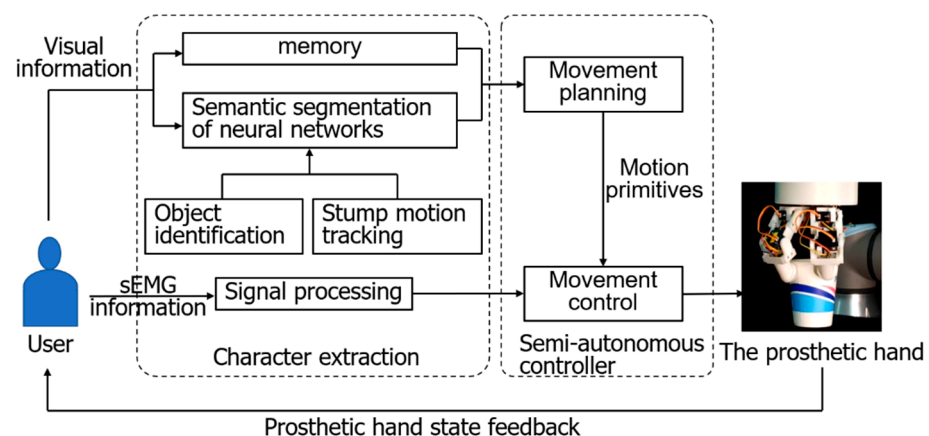 Visual
information
memory
Semantic segmentation
of neural networks
Object
identification
Stump motion
tracking
sEMG
information
Signal processing
User
Character extraction
Movement
planning
Motion
primitives
Movement
control
Semi-autonomous
controller
The prosthetic hand
Prosthetic hand state feedback